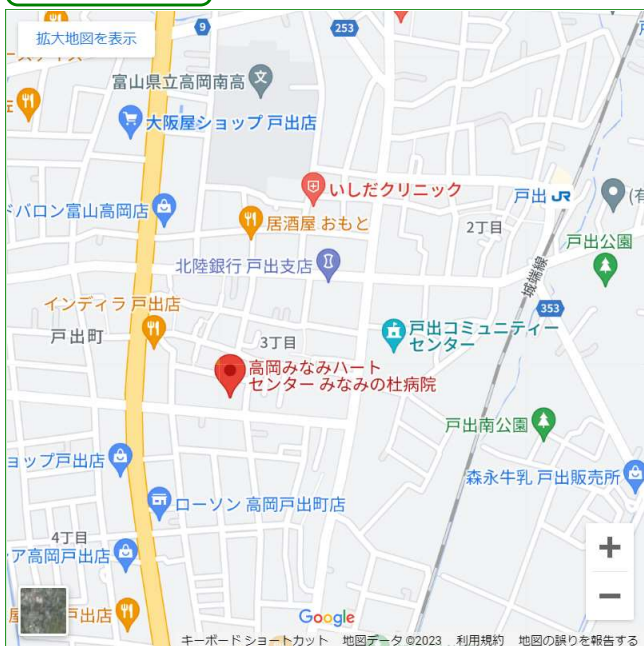 拡大地図を表示
9
253
富山県立高岡南高
大阪屋ショップ 戸出店
いしだクリニック
戸出 JR
ドバロン富山高岡店
居酒屋 おもと
2丁目
戸出公園
北陸銀行 戸出支店
城端線
インディラ 戸出店
353
戸出町
3丁目
戸出コミュニティー
センター
高岡みなみハート
センター みなみの杜病院
戸出南公園
ョップ戸出店
森永牛乳 戸出販売所
ローソン 高岡戸出町店
4丁目
ア高岡戸出店
戸出店
Google
キーボード ショートカット
地図データ ©2023
利用規約
地図の誤りを報告する